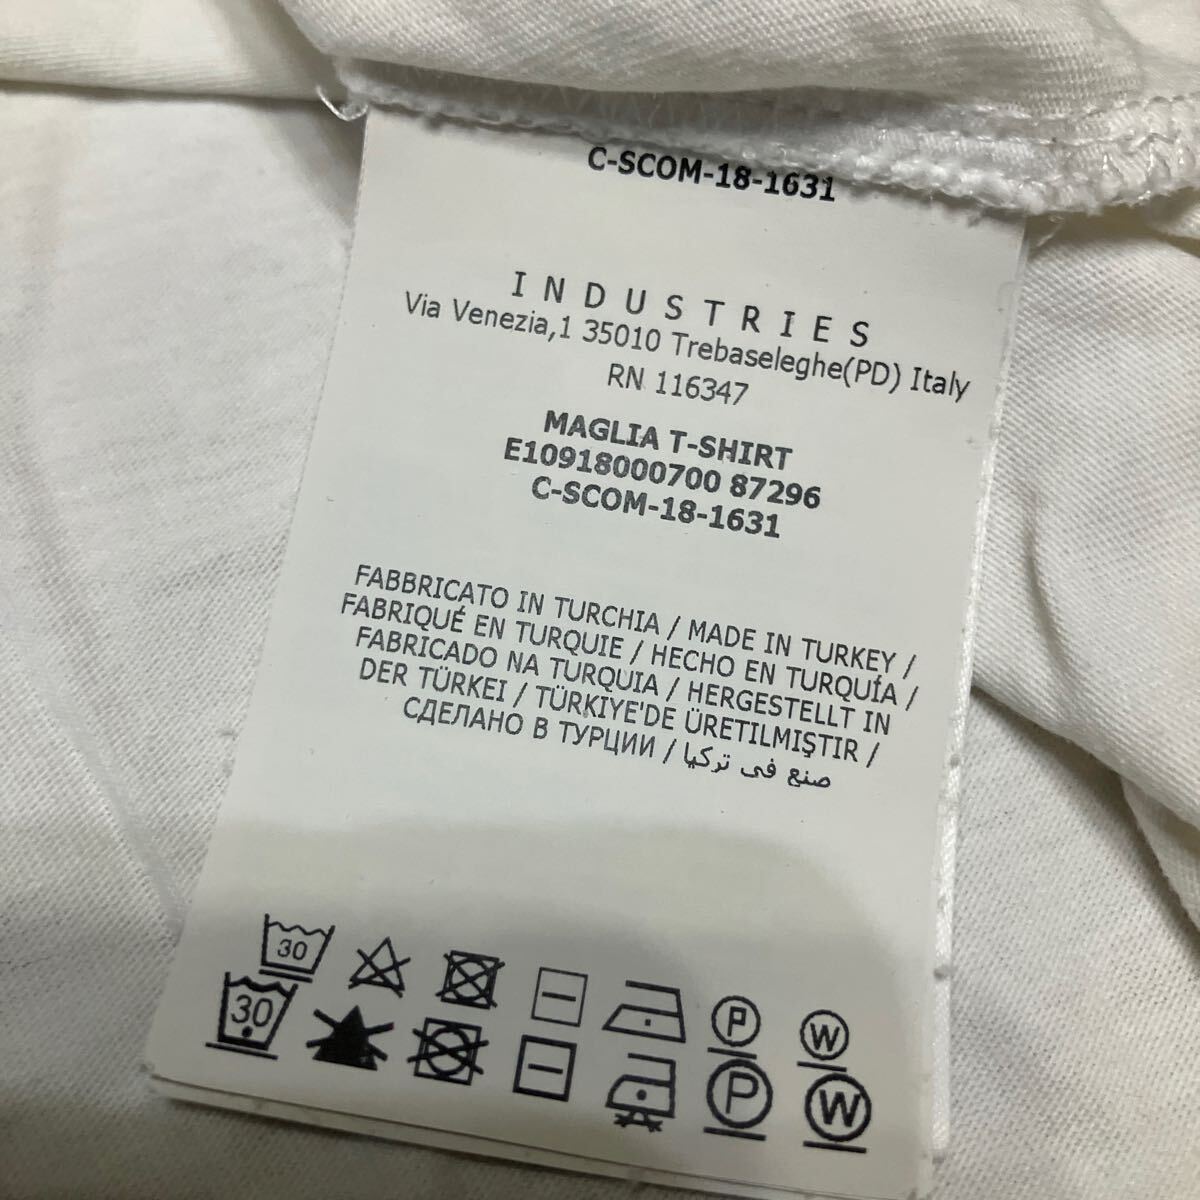 C-SCOM-18-1631
INDUSTRIES
Via Venezia,1 35010 Trebaseleghe(PD) Italy
RN 116347
MAGLIA T-SHIRT
E10918000700 87296
C-SCOM-18-1631
FABBRICATO IN TURCHIA / MADE IN TURKEY /
FABRIQUÉ EN TURQUIE / HECHO EN TURQUÍA /
FABRICADO NA TURQUIA / HERGESTELLT IN
DER TÜRKEI / TÜRKIYE'DE ÜRETILMIŞTIR /
СДЕЛАНО В ТУРЦИИ / صنع فى تركيا
30 P W
30 P W